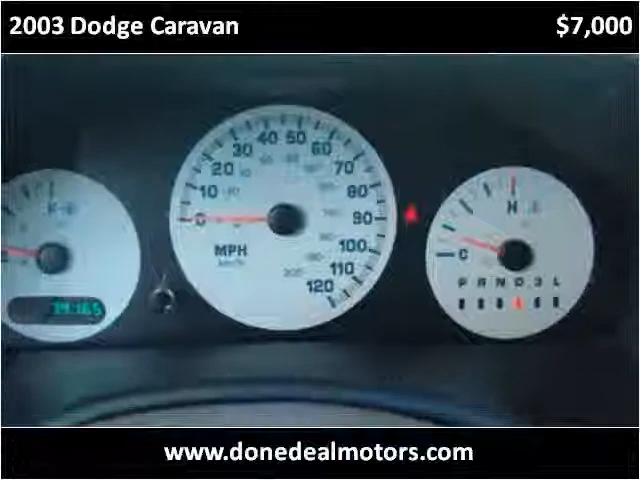 2003 Dodge Caravan
$7,000
10 20 30 40 50 60 70 80 90 100 110 120
MPH
H
C
P R N D 3 L
www.donedealmotors.com